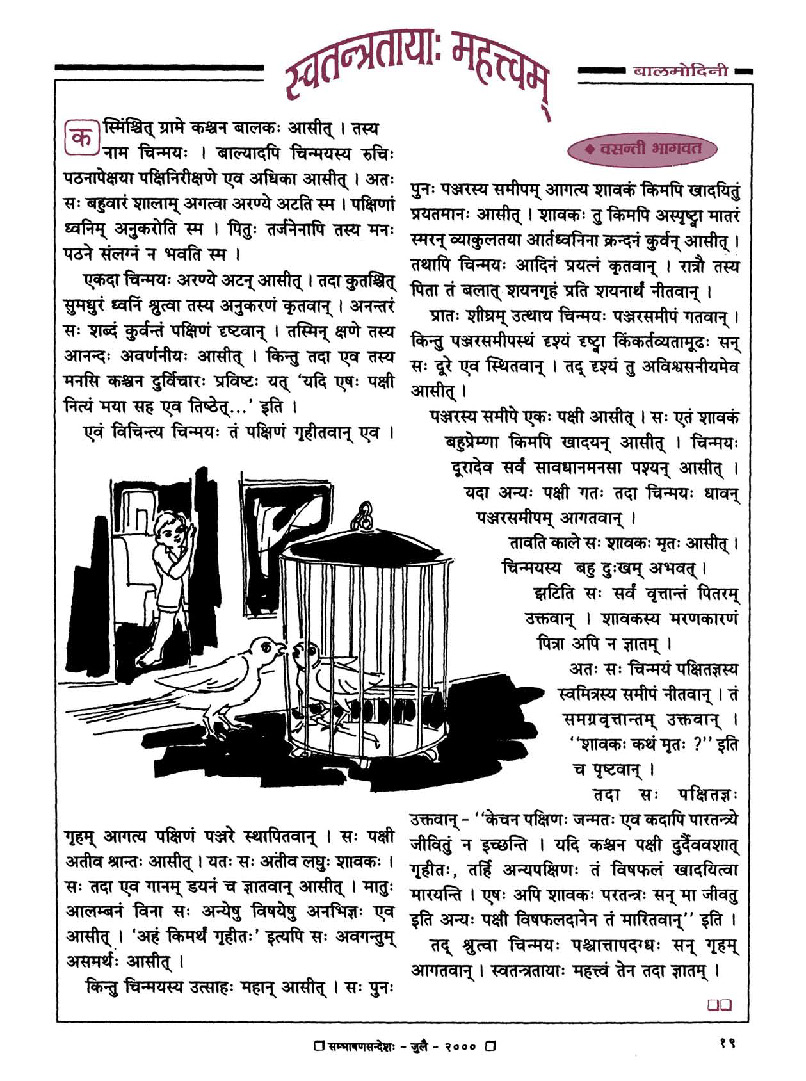 स्वतन्त्रतायाः महत्त्वम्
बालमोदिनी
कस्मिंश्चित् ग्रामे कश्चन बालकः आसीत् । तस्य
नाम चिन्मयः । बाल्यादपि चिन्मयस्य रुचिः
पठनापेक्षया पक्षिनिरीक्षणे एव अधिका आसीत् । अतः
सः बहुवारं शालाम् अगत्वा अरण्ये अटति स्म । पक्षिणां
ध्वनिम् अनुकरोति स्म । पितुः तर्जनेनापि तस्य मनः
पठने संलग्नं न भवति स्म ।
एकदा चिन्मयः अरण्ये अटन् आसीत् । तदा कुतश्चित्
सुमधुरं ध्वनिं श्रुत्वा तस्य अनुकरणं कृतवान् । अनन्तरं
सः शब्दं कुर्वन्तं पक्षिणं दृष्टवान् । तस्मिन् क्षणे तस्य
आनन्दः अवर्णनीयः आसीत् । किन्तु तदा एव तस्य
मनसि कश्चन दुर्विचारः प्रविष्टः यत् ‘यदि एषः पक्षी
नित्यं मया सह एव तिष्ठेत्...’ इति ।
एवं विचिन्त्य चिन्मयः तं पक्षिणं गृहीतवान् एव ।
गृहम् आगत्य पक्षिणं पञ्जरे स्थापितवान् । सः पक्षी
अतीव श्रान्तः आसीत् । यतः सः अतीव लघुः शावकः ।
सः तदा एव गानम् डयनं च ज्ञातवान् आसीत् । मातुः
आलम्बनं विना सः अन्येषु विषयेषु अनभिज्ञः एव
आसीत् । ‘अहं किमर्थं गृहीतः’ इत्यपि सः अवगन्तुम्
असमर्थः आसीत् ।
किन्तु चिन्मयस्य उत्साहः महान् आसीत् । सः पुनः
♦ वसन्ती भागवत
पुनः पञ्जरस्य समीपम् आगत्य शावकं किमपि खादयितुं
प्रयतमानः आसीत् । शावकः तु किमपि अस्पृष्ट्वा मातरं
स्मरन् व्याकुलतया आर्तध्वनिना क्रन्दनं कुर्वन् आसीत् ।
तथापि चिन्मयः आदिनं प्रयत्नं कृतवान् । रात्रौ तस्य
पिता तं बलात् शयनगृहं प्रति शयनार्थं नीतवान् ।
प्रातः शीघ्रम् उत्थाय चिन्मयः पञ्जरसमीपं गतवान् ।
किन्तु पञ्जरसमीपस्थं दृश्यं दृष्ट्वा किंकर्तव्यतामूढः सन्
सः दूरे एव स्थितवान् । तद् दृश्यं तु अविश्वसनीयमेव
आसीत् ।
पञ्जरस्य समीपे एकः पक्षी आसीत् । सः एतं शावकं
बहुप्रेम्णा किमपि खादयन् आसीत् । चिन्मयः
दूरादेव सर्वं सावधानमनसा पश्यन् आसीत् ।
यदा अन्यः पक्षी गतः तदा चिन्मयः धावन्
पञ्जरसमीपम् आगतवान् ।
तावति काले सः शावकः मृतः आसीत् ।
चिन्मयस्य बहु दुःखम् अभवत् ।
झटिति सः सर्वं वृत्तान्तं पितरम्
उक्तवान् । शावकस्य मरणकारणं
पित्रा अपि न ज्ञातम् ।
अतः सः चिन्मयं पक्षितज्ञस्य
स्वमित्रस्य समीपं नीतवान् । तं
समग्रवृत्तान्तम् उक्तवान् ।
“शावकः कथं मृतः ?” इति
च पृष्टवान् ।
तदा सः पक्षितज्ञः
उक्तवान् – “केचन पक्षिणः जन्मतः एव कदापि पारतन्त्र्ये
जीवितुं न इच्छन्ति । यदि कश्चन पक्षी दुर्दैववशात्
गृहीतः, तर्हि अन्यपक्षिणः तं विषफलं खादयित्वा
मारयन्ति । एषः अपि शावकः परतन्त्रः सन् मा जीवतु
इति अन्यः पक्षी विषफलदानेन तं मारितवान्” इति ।
तद् श्रुत्वा चिन्मयः पश्चात्तापदग्धः सन् गृहम्
आगतवान् । स्वतन्त्रतायाः महत्त्वं तेन तदा ज्ञातम् ।
सम्भाषणसन्देशः – जुलै – २०००
१९